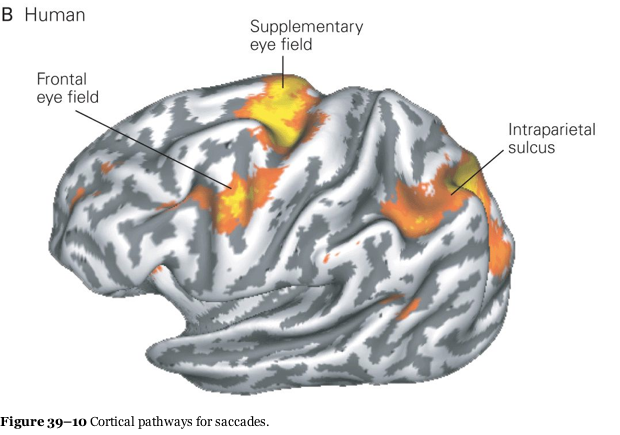 B Human
Supplementary
eye field
Frontal
eye field
Intraparietal
sulcus
Figure 39–10 Cortical pathways for saccades.